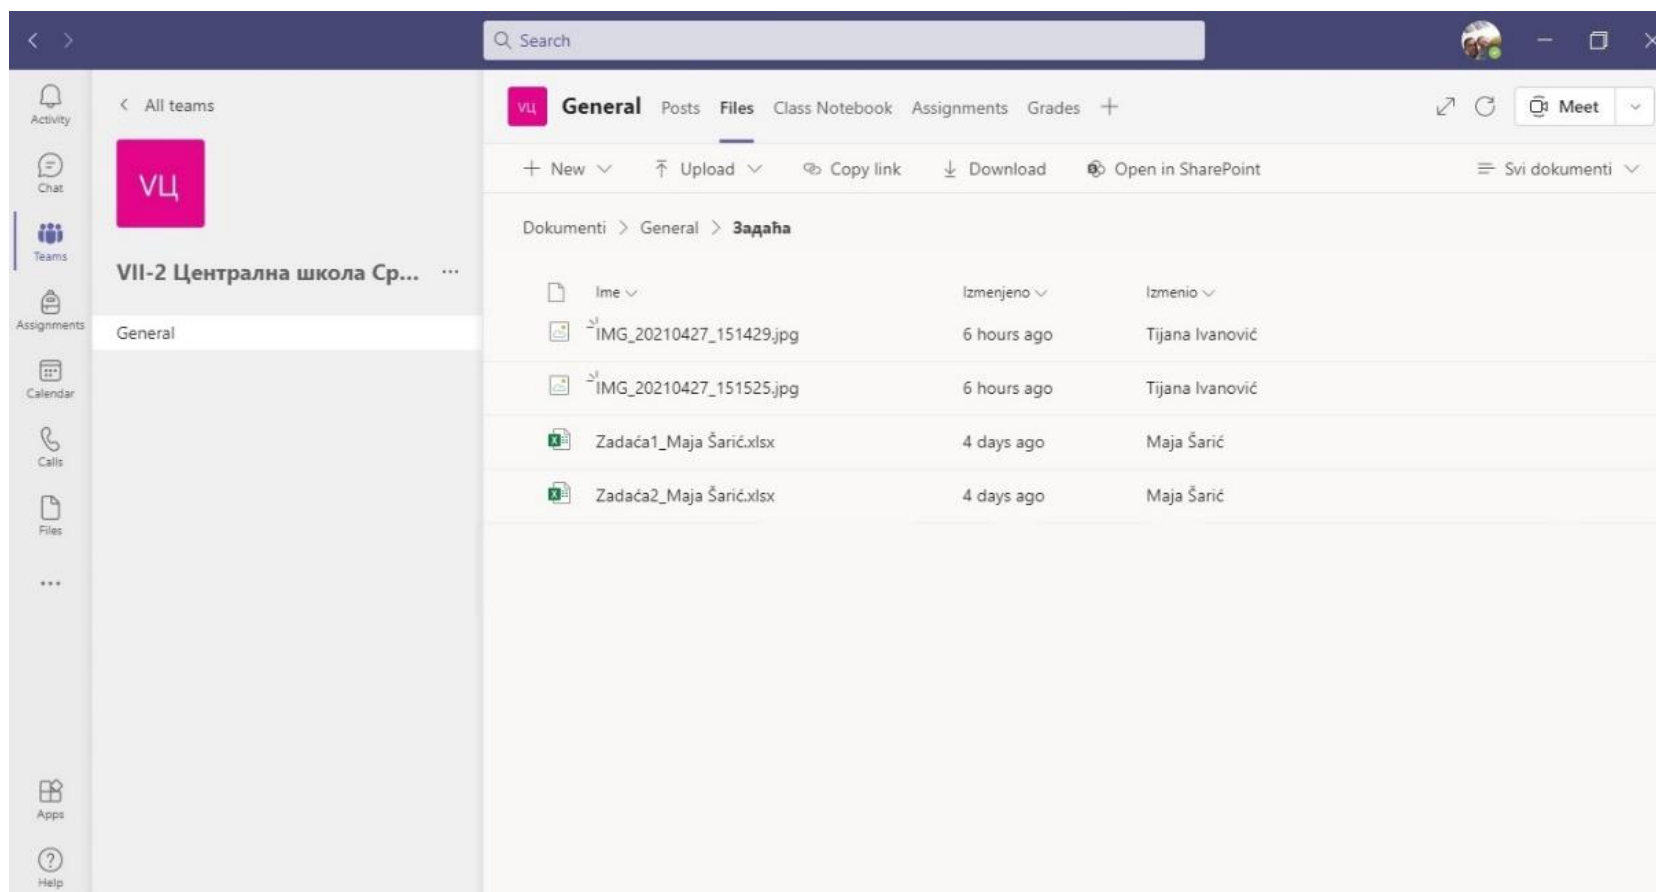 Search
Activity
Chat
Teams
Assignments
Calendar
Calls
Files
Apps
Help
All teams
VЦ
VII-2 Централна школа Ср...
General
VЦ General Posts Files Class Notebook Assignments Grades Meet
New Upload Copy link Download Open in SharePoint Svi dokumenti
Dokumenti > General > Задаћа
Ime Izmenjeno Izmenio
IMG_20210427_151429.jpg 6 hours ago Tijana Ivanović
IMG_20210427_151525.jpg 6 hours ago Tijana Ivanović
Zadaća1_Maja Šarić.xlsx 4 days ago Maja Šarić
Zadaća2_Maja Šarić.xlsx 4 days ago Maja Šarić